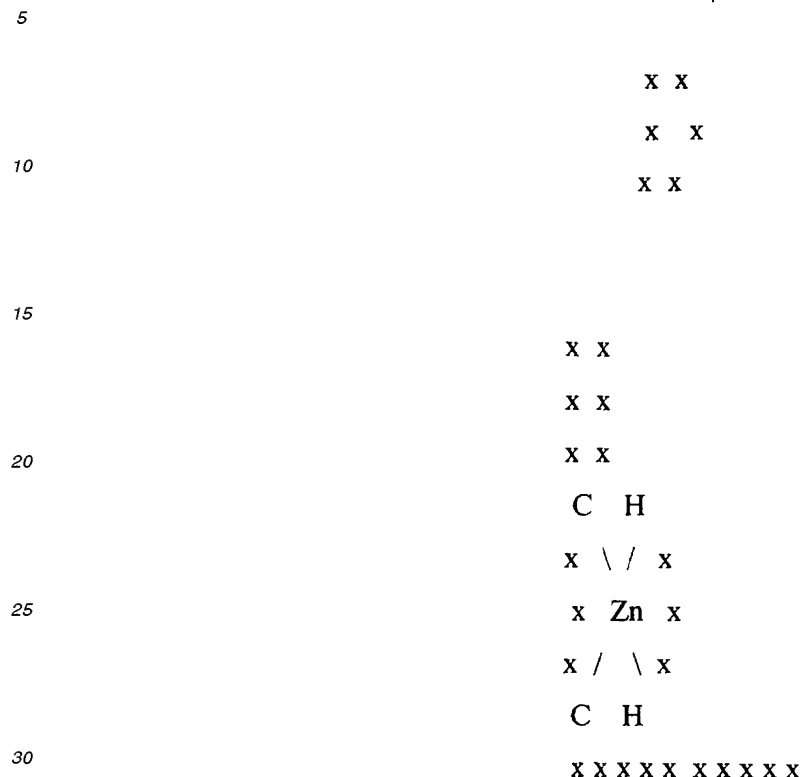 5
x x
x x
10
x x
15
x x
x x
20
x x
C H
x \ / x
25
x Zn x
x / \ x
C H
30
x x x x x x x x x x